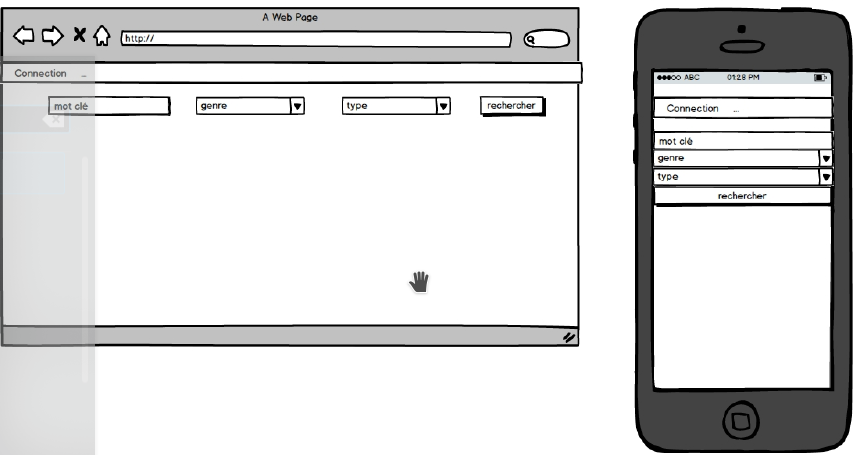 A Web Page
http://
Connection ...
mot clé genre type rechercher
ABC 01:28 PM
Connection ...
mot clé
genre
type
rechercher